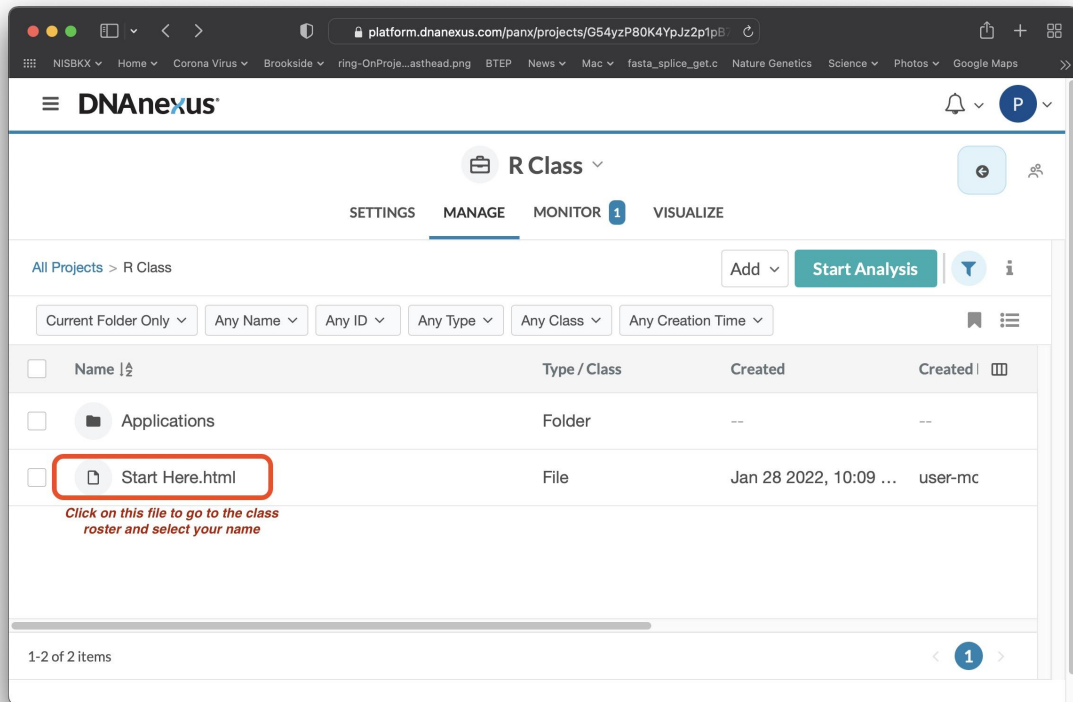 platform.dnanexus.com/panx/projects/G54yzP80K4YpJz2p1pB7
NISBKX Home Corona Virus Brookside ring-OnProje...asthead.png BTEP News Mac fasta_splice_get.c Nature Genetics Science Photos Google Maps
DNAnexus
P
R Class
SETTINGS MANAGE MONITOR 1 VISUALIZE
All Projects > R Class
Add Start Analysis
Current Folder Only Any Name Any ID Any Type Any Class Any Creation Time
Name Type / Class Created Created
Applications Folder -- --
Start Here.html File Jan 28 2022, 10:09 ... user-mc
Click on this file to go to the class
roster and select your name
1-2 of 2 items
1